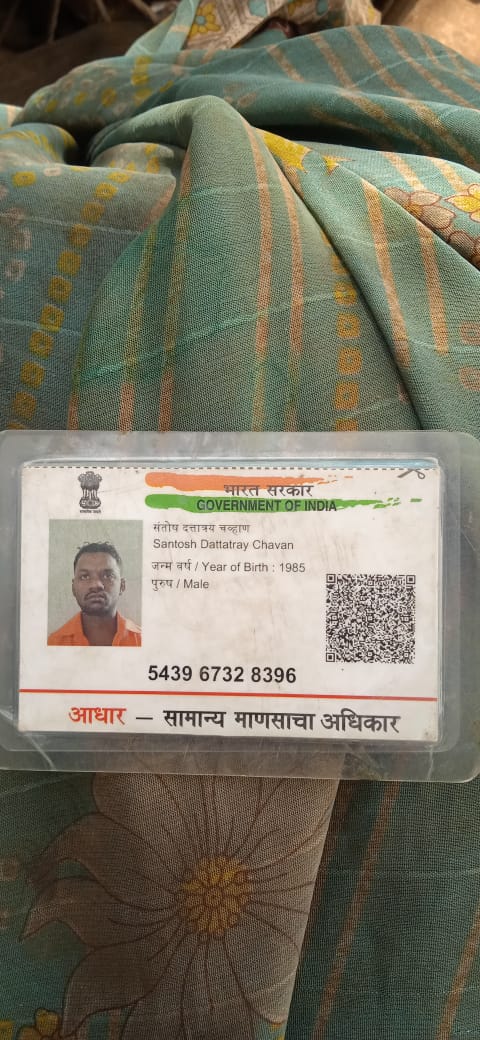 भारत सरकार
GOVERNMENT OF INDIA
संतोष दत्तात्रय चव्हाण
Santosh Dattatray Chavan
जन्म वर्ष / Year of Birth : 1985
पुरुष / Male
5439 6732 8396
आधार — सामान्य माणसाचा अधिकार